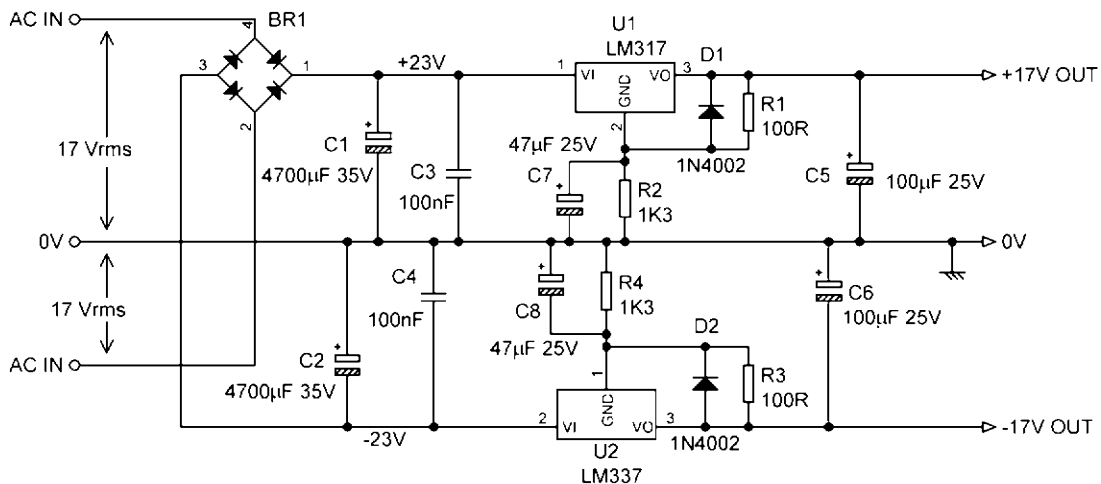 AC IN
BR1
4
3
1
2
17 Vrms
+23V
C1
4700µF 35V
C3
100nF
U1
LM317
1
VI
VO
3
GND
2
D1
1N4002
R1
100R
+17V OUT
47µF 25V
C7
R2
1K3
C5
100µF 25V
0V
0V
17 Vrms
C4
100nF
C8
47µF 25V
R4
1K3
C6
100µF 25V
AC IN
C2
4700µF 35V
D2
1N4002
R3
100R
1
GND
2
VI
VO
3
-23V
U2
LM337
-17V OUT